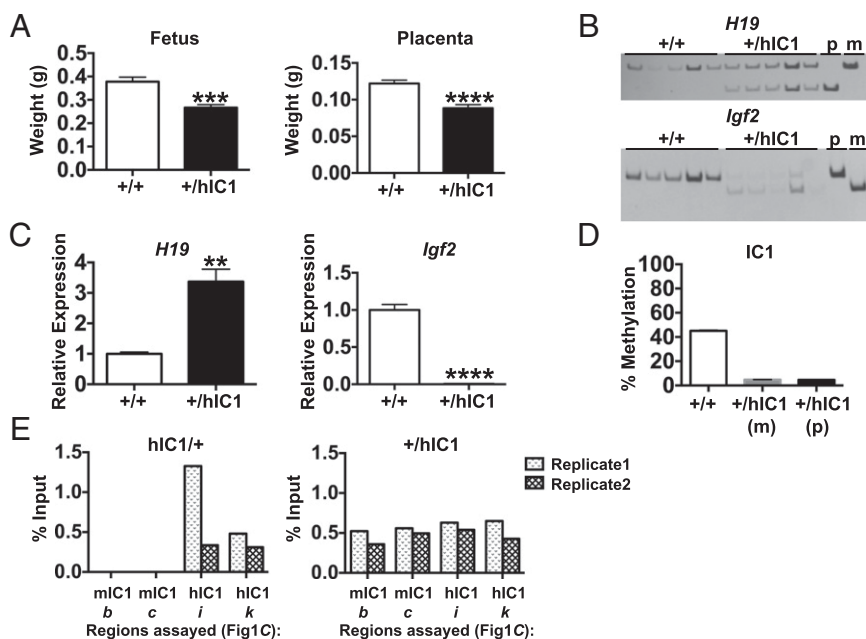 A
Fetus
Weight (g)
0.5
0.4
0.3
0.2
0.1
0.0
***
+/+
+/hIC1
Placenta
Weight (g)
0.15
0.10
0.05
0.00
****
+/+
+/hIC1
B
H19
+/+
+/hIC1
p
m
Igf2
+/+
+/hIC1
p
m
C
H19
Relative Expression
4
3
2
1
0
**
+/+
+/hIC1
Igf2
Relative Expression
1.5
1.0
0.5
0.0
****
+/+
+/hIC1
D
IC1
% Methylation
100
80
60
40
20
0
+/+
+/hIC1
(m)
+/hIC1
(p)
E
hIC1/+
% Input
1.5
1.0
0.5
0.0
mIC1 mIC1 hIC1 hIC1
b c i k
Regions assayed (Fig1C):
+/hIC1
% Input
1.5
1.0
0.5
0.0
mIC1 mIC1 hIC1 hIC1
b c i k
Regions assayed (Fig1C):
Replicate1
Replicate2